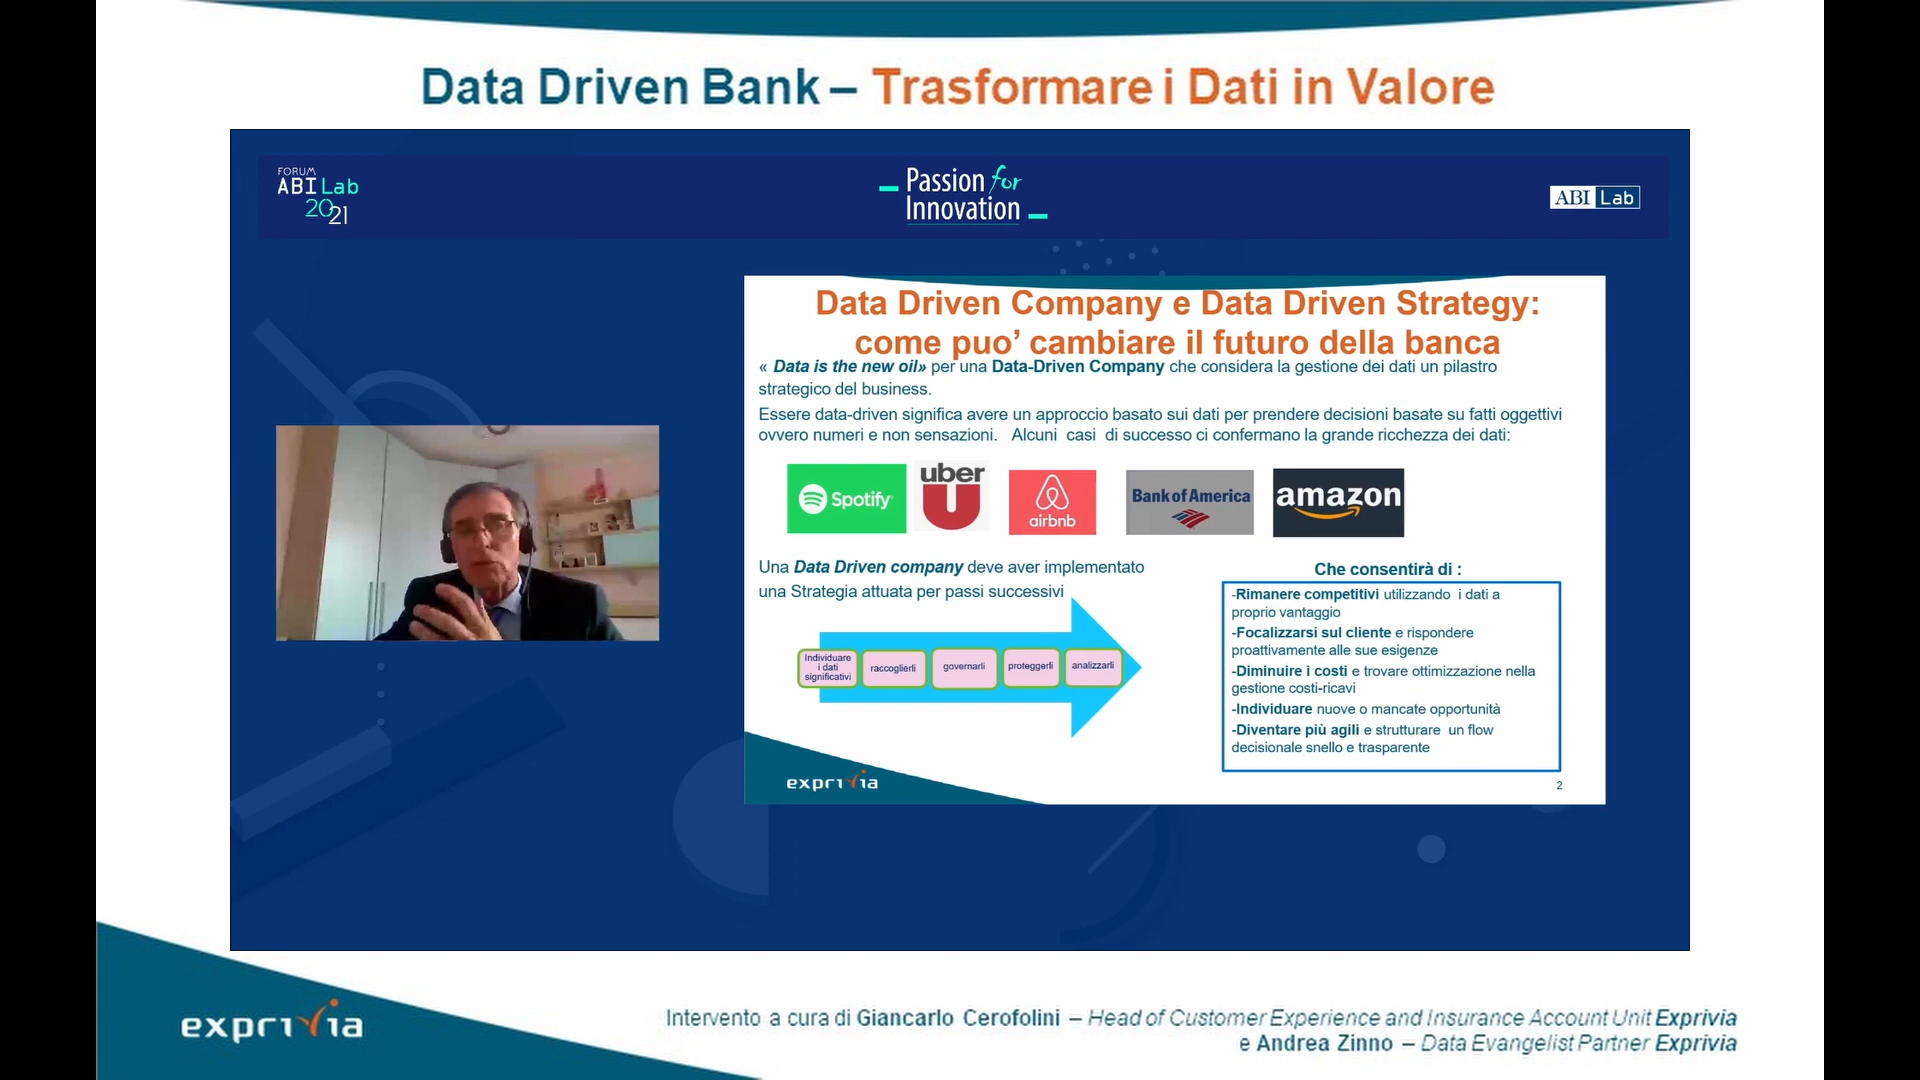 Data Driven Bank – Trasformare i Dati in Valore
FORUM
ABI Lab
2021
Passion for
Innovation
ABI Lab
Data Driven Company e Data Driven Strategy:
come puo’ cambiare il futuro della banca
« Data is the new oil» per una Data-Driven Company che considera la gestione dei dati un pilastro
strategico del business.
Essere data-driven significa avere un approccio basato sui dati per prendere decisioni basate su fatti oggettivi
ovvero numeri e non sensazioni. Alcuni casi di successo ci confermano la grande ricchezza dei dati:
Spotify
uber
U
airbnb
Bank of America
amazon
Una Data Driven company deve aver implementato
una Strategia attuata per passi successivi
Individuare
i dati
significativi
raccoglierli
governarli
proteggerli
analizzarli
Che consentirà di :
-Rimanere competitivi utilizzando i dati a
proprio vantaggio
-Focalizzarsi sul cliente e rispondere
proattivamente alle sue esigenze
-Diminuire i costi e trovare ottimizzazione nella
gestione costi-ricavi
-Individuare nuove o mancate opportunità
-Diventare più agili e strutturare un flow
decisionale snello e trasparente
exprivia
2
exprivia
Intervento a cura di Giancarlo Cerofolini – Head of Customer Experience and Insurance Account Unit Exprivia
e Andrea Zinno – Data Evangelist Partner Exprivia